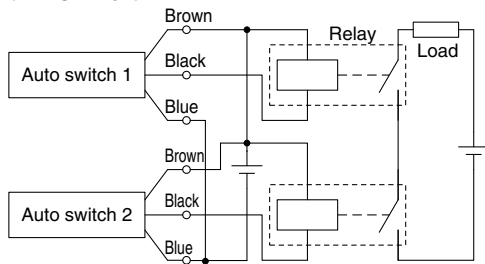 Brown
Relay
Load
Black
Auto switch 1
Blue
Brown
Black
Auto switch 2
Blue